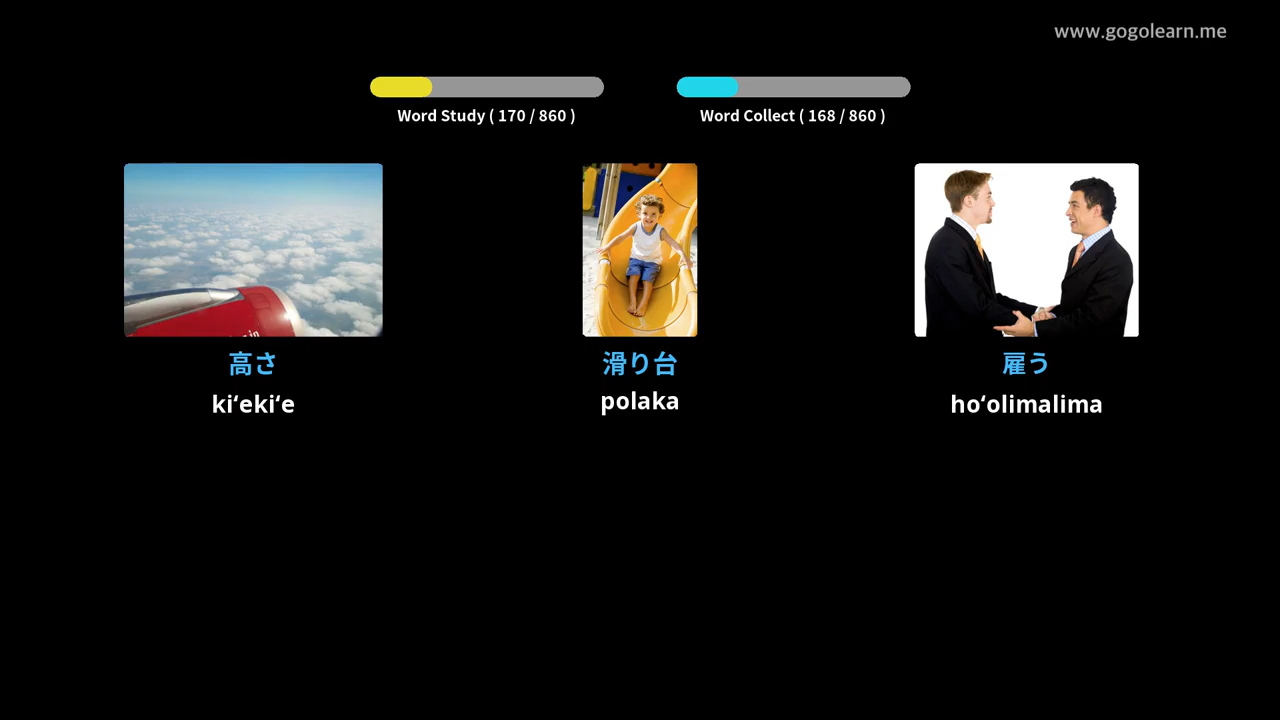 www.gogolearn.me
Word Study ( 170 / 860 )
Word Collect ( 168 / 860 )
高さ
滑り台
雇う
kiʻekiʻe
polaka
hoʻolimalima